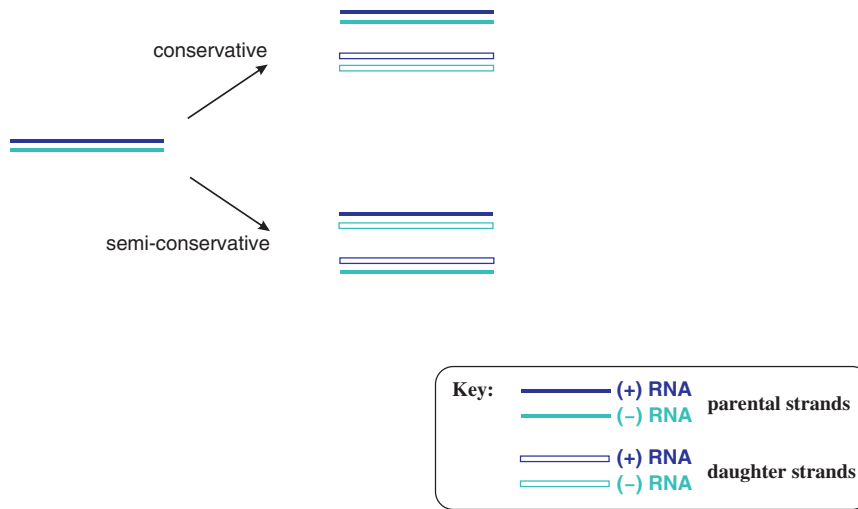 conservative
semi-conservative
Key:
(+) RNA
(−) RNA
parental strands
(+) RNA
(−) RNA
daughter strands